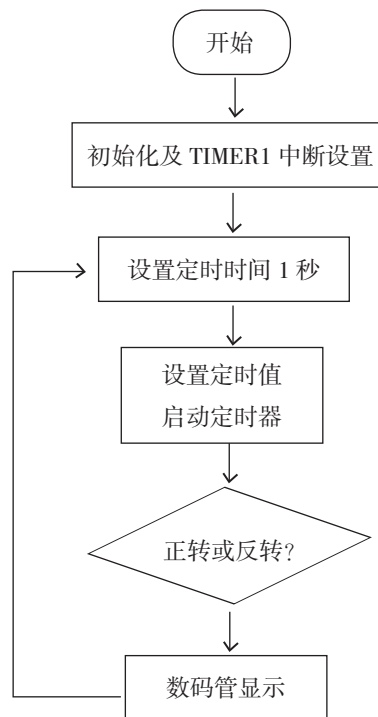 开始
初始化及 TIMER1 中断设置
设置定时时间 1 秒
设置定时值
启动定时器
正转或反转？
数码管显示